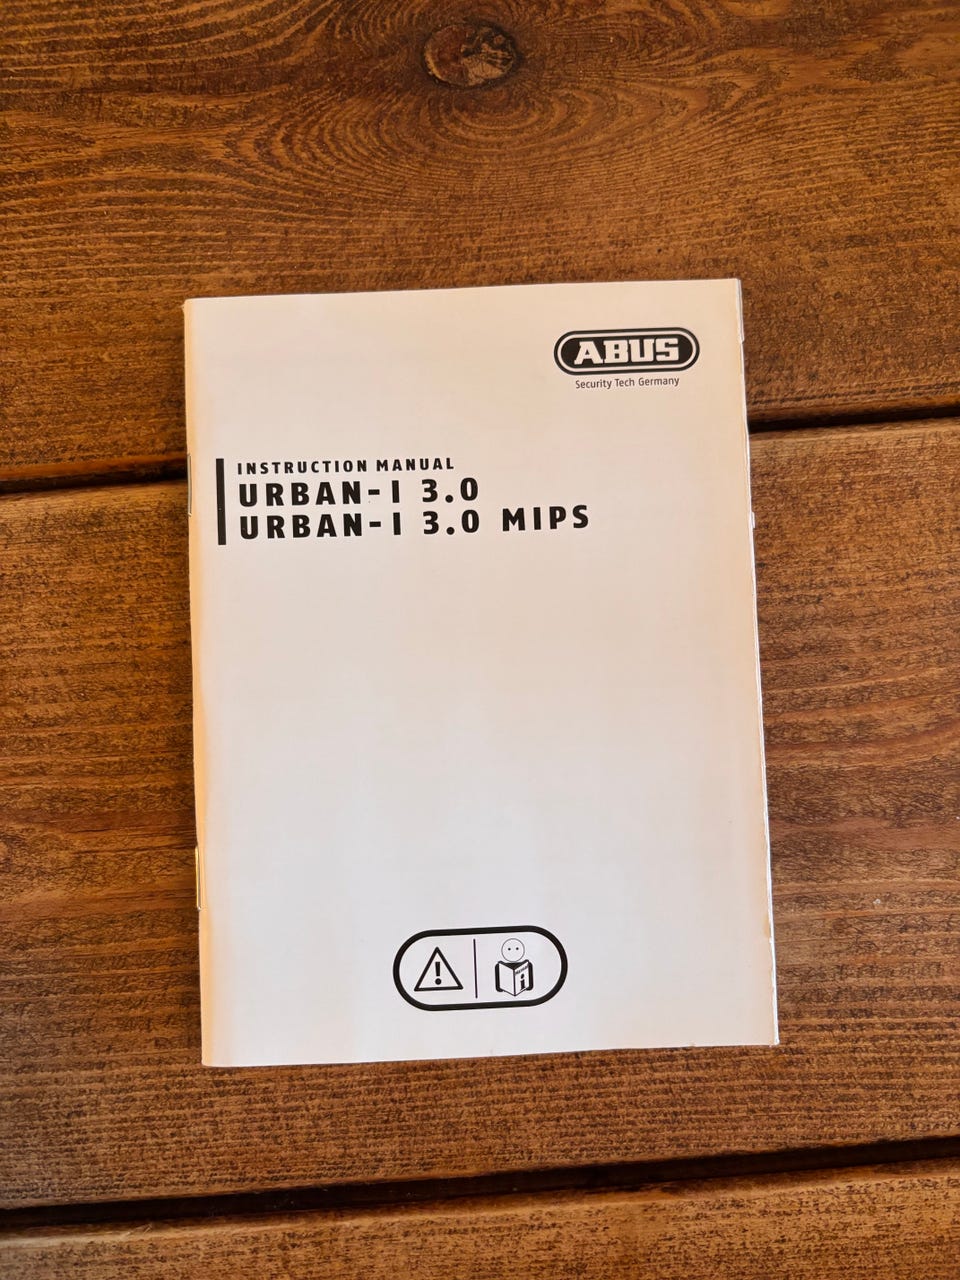 ABUS
Security Tech Germany
INSTRUCTION MANUAL
URBAN-I 3.0
URBAN-I 3.0 MIPS